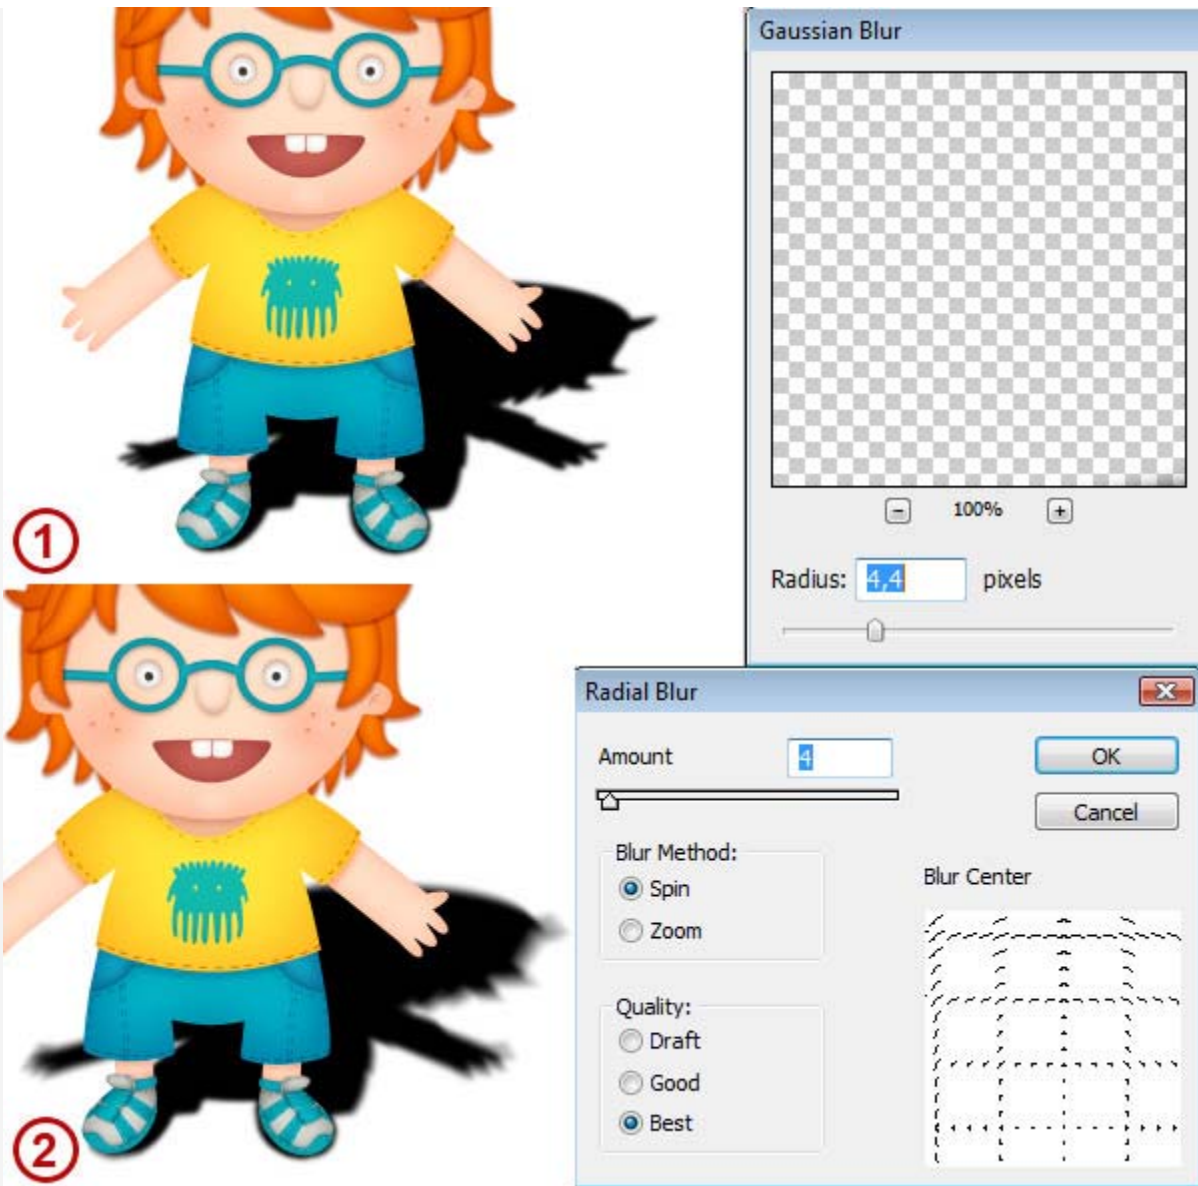 Gaussian Blur
100%
Radius: 4,4 pixels
1
Radial Blur
Amount 4
OK
Cancel
Blur Method:
Spin
Zoom
Blur Center
Quality:
Draft
Good
Best
2